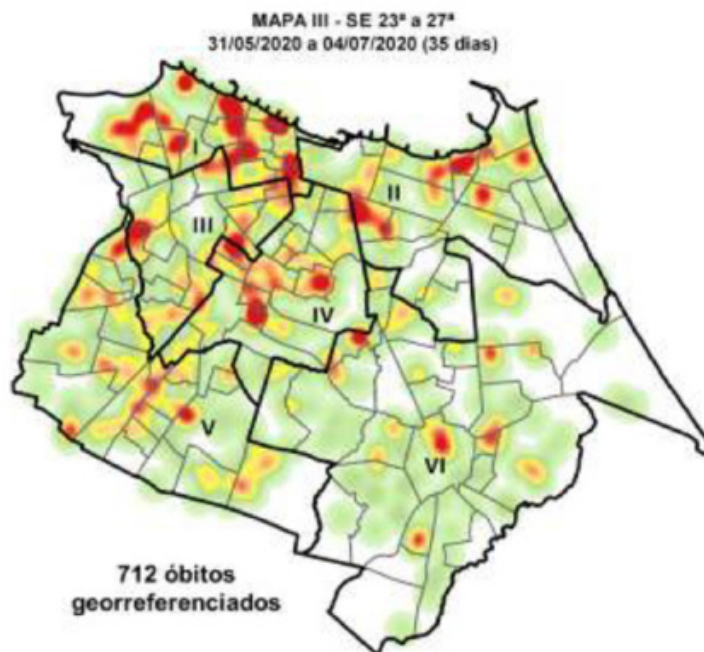 MAPA III - SE 23ª a 27ª
31/05/2020 a 04/07/2020 (35 dias)
I
II
III
IV
V
VI
712 óbitos
georreferenciados